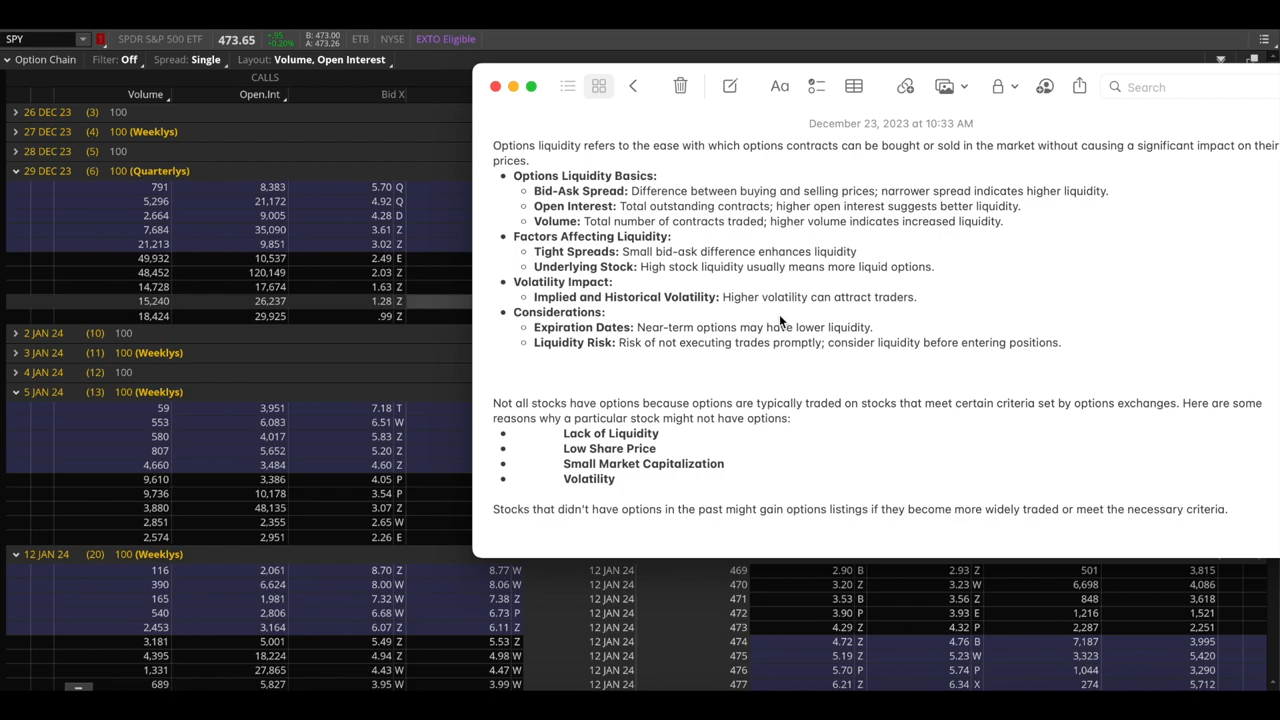 SPY SPDR S&P 500 ETF 473.65 +.95 +0.20% B: 473.00 A: 473.26 ETB NYSE EXTO Eligible
Option Chain Filter: Off Spread: Single Layout: Volume, Open Interest
CALLS
Volume Open.Int Bid X
26 DEC 23 (3) 100
27 DEC 23 (4) 100 (Weeklys)
28 DEC 23 (5) 100
29 DEC 23 (6) 100 (Quarterlys)
791 8,383 5.70 Q
5,296 21,172 4.92 Q
2,664 9,005 4.28 D
7,684 35,090 3.61 Z
21,213 9,851 3.02 Z
49,932 10,537 2.49 E
48,452 120,149 2.03 Z
14,728 17,674 1.63 Z
15,240 26,237 1.28 Z
18,424 29,925 .99 Z
2 JAN 24 (10) 100
3 JAN 24 (11) 100 (Weeklys)
4 JAN 24 (12) 100
5 JAN 24 (13) 100 (Weeklys)
59 3,951 7.18 T
553 6,083 6.51 W
580 4,017 5.83 Z
807 5,652 5.20 Z
4,660 3,484 4.60 Z
9,610 3,386 4.05 P
9,736 10,178 3.54 P
3,880 48,135 3.07 Z
2,851 2,355 2.65 W
2,574 2,951 2.26 E
12 JAN 24 (20) 100 (Weeklys)
116 2,061 8.70 Z 8.77 W 12 JAN 24 469 2.90 B 2.93 Z 501 3,815
390 6,624 8.00 W 8.06 W 12 JAN 24 470 3.20 Z 3.23 W 6,698 4,086
165 1,981 7.32 W 7.38 Z 12 JAN 24 471 3.53 B 3.56 Z 848 3,618
540 2,806 6.68 W 6.73 P 12 JAN 24 472 3.90 P 3.93 E 1,216 1,521
2,453 3,164 6.07 Z 6.11 Z 12 JAN 24 473 4.29 Z 4.32 P 2,287 2,251
3,181 5,001 5.49 Z 5.53 Z 12 JAN 24 474 4.72 Z 4.76 B 7,187 3,995
4,395 18,224 4.94 Z 4.98 W 12 JAN 24 475 5.19 Z 5.23 W 3,323 5,420
1,331 27,865 4.43 W 4.47 W 12 JAN 24 476 5.70 P 5.74 P 1,044 3,290
689 5,827 3.95 W 3.99 W 12 JAN 24 477 6.21 Z 6.34 X 274 5,712
Aa Search
December 23, 2023 at 10:33 AM
Options liquidity refers to the ease with which options contracts can be bought or sold in the market without causing a significant impact on their
prices.
• Options Liquidity Basics:
○ Bid-Ask Spread: Difference between buying and selling prices; narrower spread indicates higher liquidity.
○ Open Interest: Total outstanding contracts; higher open interest suggests better liquidity.
○ Volume: Total number of contracts traded; higher volume indicates increased liquidity.
• Factors Affecting Liquidity:
○ Tight Spreads: Small bid-ask difference enhances liquidity
○ Underlying Stock: High stock liquidity usually means more liquid options.
• Volatility Impact:
○ Implied and Historical Volatility: Higher volatility can attract traders.
• Considerations:
○ Expiration Dates: Near-term options may have lower liquidity.
○ Liquidity Risk: Risk of not executing trades promptly; consider liquidity before entering positions.
Not all stocks have options because options are typically traded on stocks that meet certain criteria set by options exchanges. Here are some
reasons why a particular stock might not have options:
• Lack of Liquidity
• Low Share Price
• Small Market Capitalization
• Volatility
Stocks that didn't have options in the past might gain options listings if they become more widely traded or meet the necessary criteria.